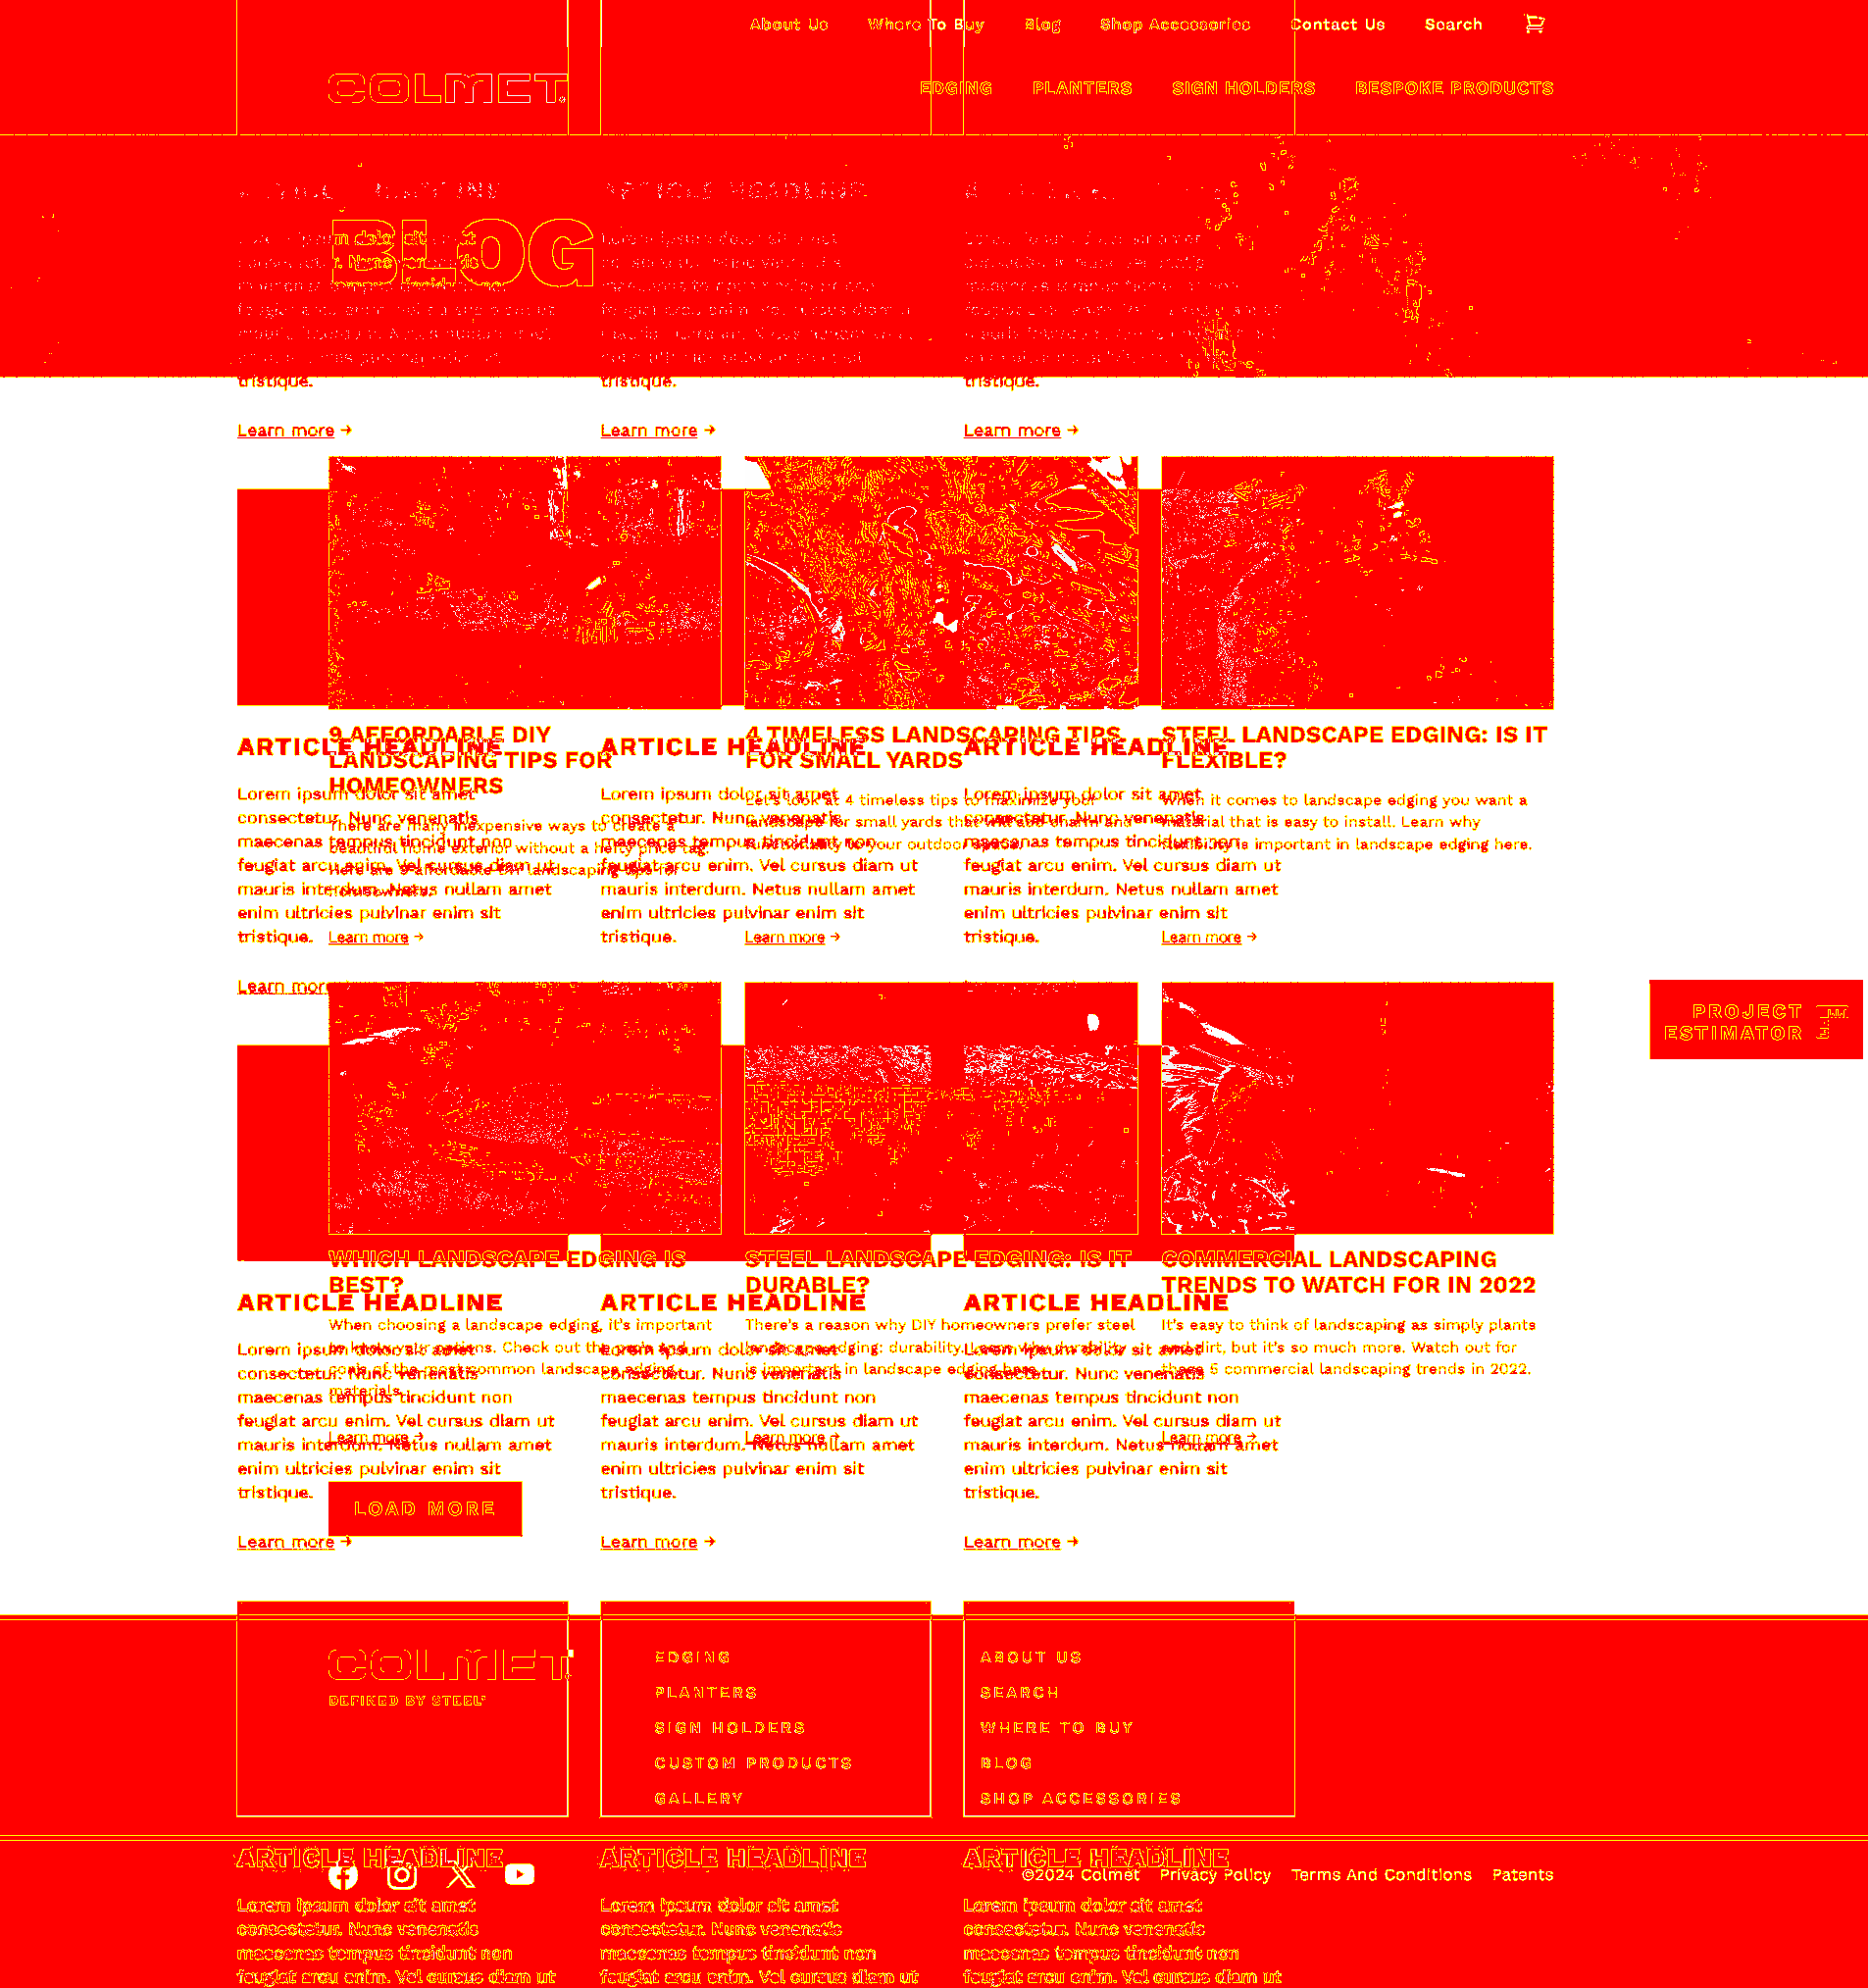 About Us Where To Buy Blog Shop Accessories Contact Us Search
COLMET
EDGING PLANTERS SIGN HOLDERS BESPOKE PRODUCTS
ARTICLE HEADLINE
BLOG
tristique. tristique. tristique.
Learn more → Learn more → Learn more →
9 AFFORDABLE DIY
LANDSCAPING TIPS FOR
HOMEOWNERS
4 TIMELESS LANDSCAPING TIPS
FOR SMALL YARDS
STEEL LANDSCAPE EDGING: IS IT
FLEXIBLE?
ARTICLE HEADLINE ARTICLE HEADLINE ARTICLE HEADLINE
There are many inexpensive ways to create a
beautiful home exterior without a hefty price tag.
Here are 9 affordable DIY landscaping tips for
homeowners.
Let's look at 4 timeless tips to maximize your
landscape for small yards that will add charm and
functionality to your outdoor space.
When it comes to landscape edging you want a
material that is easy to install. Learn why
flexibility is important in landscape edging here.
Lorem ipsum dolor sit amet Lorem ipsum dolor sit amet Lorem ipsum dolor sit amet
consectetur. Nunc venenatis consectetur. Nunc venenatis consectetur. Nunc venenatis
maecenas tempus tincidunt non maecenas tempus tincidunt non maecenas tempus tincidunt non
feugiat arcu enim. Vel cursus diam ut feugiat arcu enim. Vel cursus diam ut feugiat arcu enim. Vel cursus diam ut
mauris interdum. Netus nullam amet mauris interdum. Netus nullam amet mauris interdum. Netus nullam amet
enim ultricies pulvinar enim sit enim ultricies pulvinar enim sit enim ultricies pulvinar enim sit
tristique. tristique. tristique.
Learn more → Learn more → Learn more →
Learn more
PROJECT
ESTIMATOR
WHICH LANDSCAPE EDGING IS
BEST?
STEEL LANDSCAPE EDGING: IS IT
DURABLE?
COMMERCIAL LANDSCAPING
TRENDS TO WATCH FOR IN 2022
ARTICLE HEADLINE ARTICLE HEADLINE ARTICLE HEADLINE
When choosing a landscape edging, it's important
to know your options. Check out the pros and
cons of the most common landscape edging
materials.
There's a reason why DIY homeowners prefer steel
landscape edging: durability. Learn why durability
is important in landscape edging here.
It's easy to think of landscaping as simply plants
and dirt, but it's so much more. Watch out for
these 5 commercial landscaping trends in 2022.
Lorem ipsum dolor sit amet Lorem ipsum dolor sit amet Lorem ipsum dolor sit amet
consectetur. Nunc venenatis consectetur. Nunc venenatis consectetur. Nunc venenatis
maecenas tempus tincidunt non maecenas tempus tincidunt non maecenas tempus tincidunt non
feugiat arcu enim. Vel cursus diam ut feugiat arcu enim. Vel cursus diam ut feugiat arcu enim. Vel cursus diam ut
Learn more → Learn more → Learn more →
mauris interdum. Netus nullam amet mauris interdum. Netus nullam amet mauris interdum. Netus nullam amet
enim ultricies pulvinar enim sit enim ultricies pulvinar enim sit enim ultricies pulvinar enim sit
tristique. tristique. tristique.
LOAD MORE
Learn more → Learn more → Learn more →
COLMET
DEFINED BY STEEL
EDGING
PLANTERS
SIGN HOLDERS
CUSTOM PRODUCTS
GALLERY
ABOUT US
SEARCH
WHERE TO BUY
BLOG
SHOP ACCESSORIES
ARTICLE HEADLINE ARTICLE HEADLINE ARTICLE HEADLINE
©2024 Colmet Privacy Policy Terms And Conditions Patents
Lorem ipsum dolor sit amet Lorem ipsum dolor sit amet Lorem ipsum dolor sit amet
consectetur. Nunc venenatis consectetur. Nunc venenatis consectetur. Nunc venenatis
maecenas tempus tincidunt non maecenas tempus tincidunt non maecenas tempus tincidunt non
feugiat arcu enim. Vel cursus diam ut feugiat arcu enim. Vel cursus diam ut feugiat arcu enim. Vel cursus diam ut